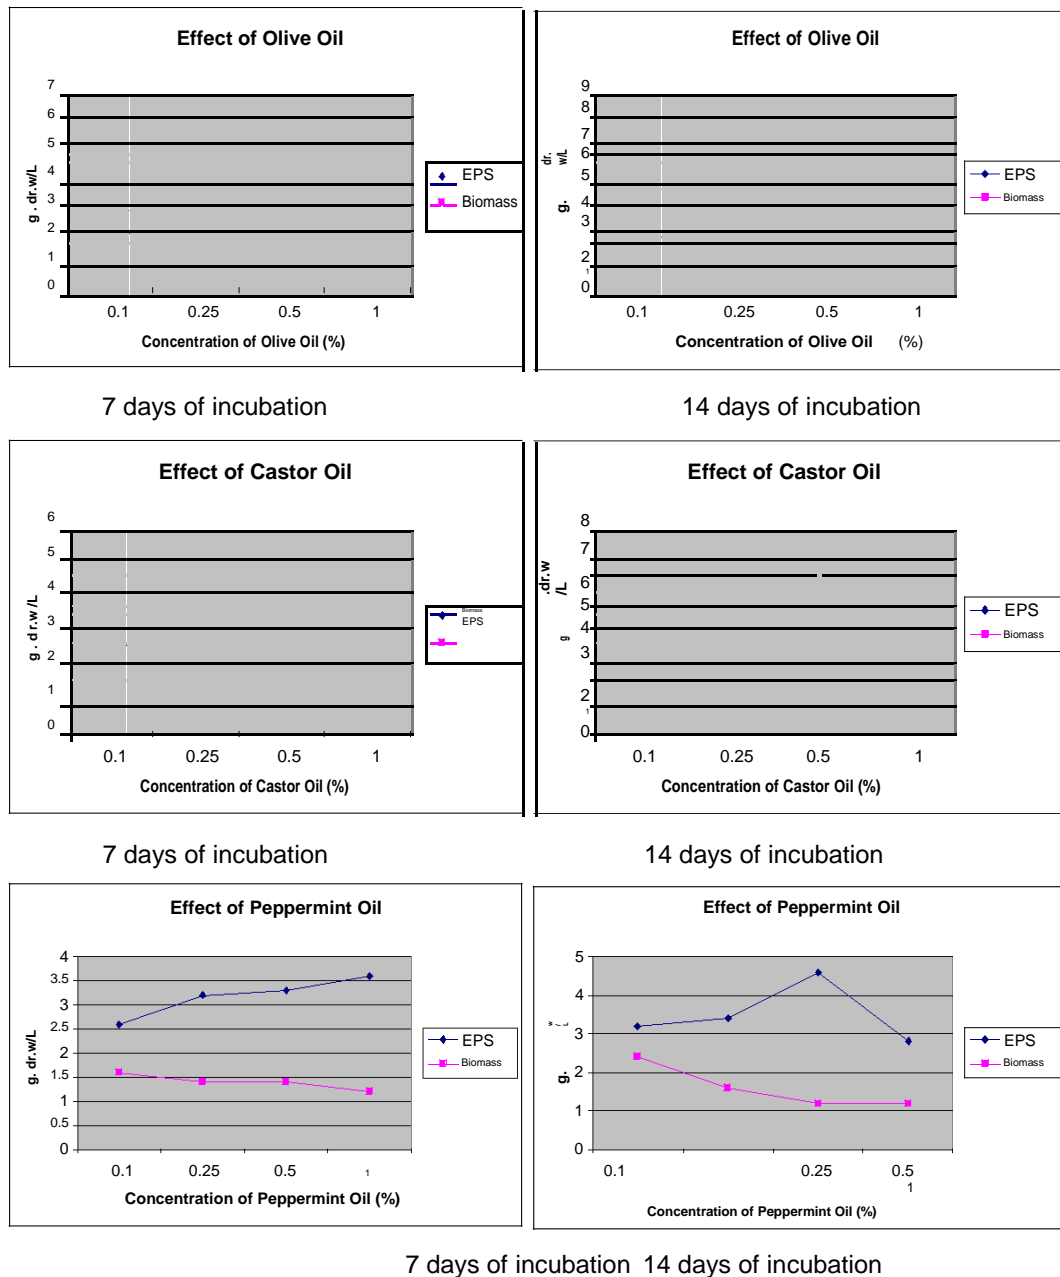 Effect of Olive Oil
7
6
5
4
3
2
1
0
g . dr.w/L
EPS
Biomass
0.1 0.25 0.5 1
Concentration of Olive Oil (%)
7 days of incubation
Effect of Olive Oil
9
8
7
6
5
4
3
2
1
0
g. dr. w/L
EPS
Biomass
0.1 0.25 0.5 1
Concentration of Olive Oil (%)
14 days of incubation
Effect of Castor Oil
6
5
4
3
2
1
0
g . dr.w /L
Biomass
EPS
0.1 0.25 0.5 1
Concentration of Castor Oil (%)
7 days of incubation
Effect of Castor Oil
8
7
6
5
4
3
2
1
0
g .dr.w /L
EPS
Biomass
0.1 0.25 0.5 1
Concentration of Castor Oil (%)
14 days of incubation
Effect of Peppermint Oil
4
3.5
3
2.5
2
1.5
1
0.5
0
g. dr.w/L
EPS
Biomass
0.1 0.25 0.5 1
Concentration of Peppermint Oil (%)
Effect of Peppermint Oil
5
4
3
2
1
0
g. w/L
EPS
Biomass
0.1 0.25 0.5
1
Concentration of Peppermint Oil (%)
7 days of incubation 14 days of incubation